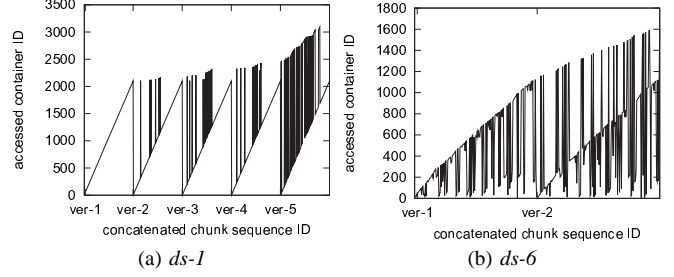 accessed container ID
3500
3000
2500
2000
1500
1000
500
0
ver-1 ver-2 ver-3 ver-4 ver-5
concatenated chunk sequence ID
(a) ds-1
accessed container ID
1800
1600
1400
1200
1000
800
600
400
200
0
ver-1 ver-2
concatenated chunk sequence ID
(b) ds-6